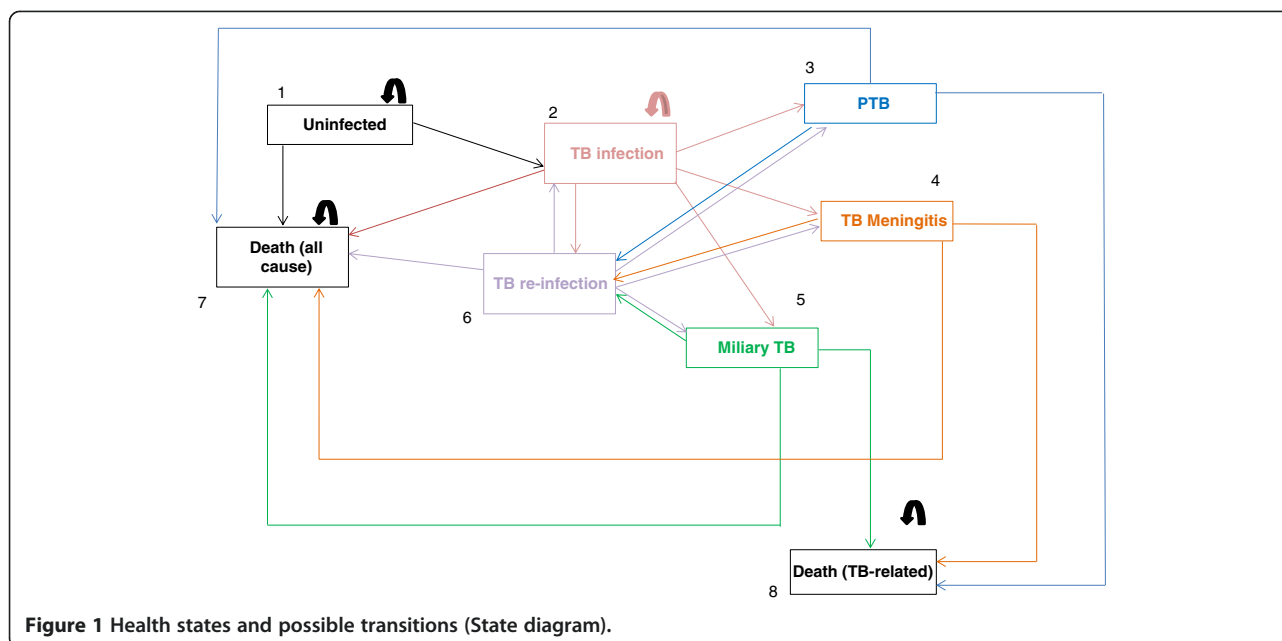 3
1
PTB
2
Uninfected
TB infection
4
TB Meningitis
Death (all
cause)
TB re-infection
7
6
5
Miliary TB
Death (TB-related)
8
Figure 1 Health states and possible transitions (State diagram).